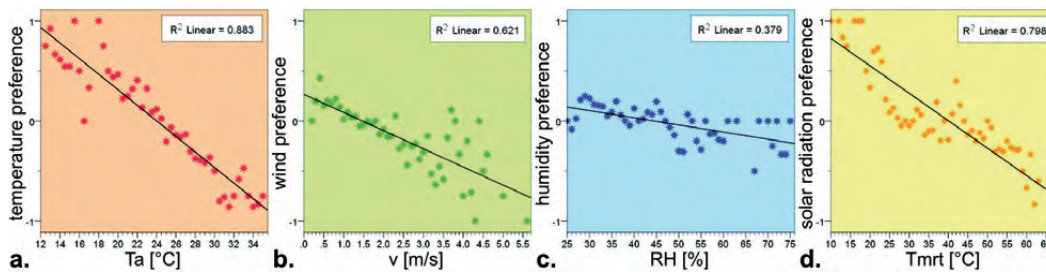 R² Linear = 0.883
temperature preference
1
0
-1
12 14 16 18 20 22 24 26 28 30 32 34
a.
Ta [°C]
R² Linear = 0.621
wind preference
1
0
-1
.0 .5 1.0 1.5 2.0 2.5 3.0 3.5 4.0 4.5 5.0 5.5
b.
v [m/s]
R² Linear = 0.379
humidity preference
1
0
-1
25 30 35 40 45 50 55 60 65 70 75
c.
RH [%]
R² Linear = 0.798
solar radiation preference
1
0
-1
10 15 20 25 30 35 40 45 50 55 60 65
d.
Tmrt [°C]